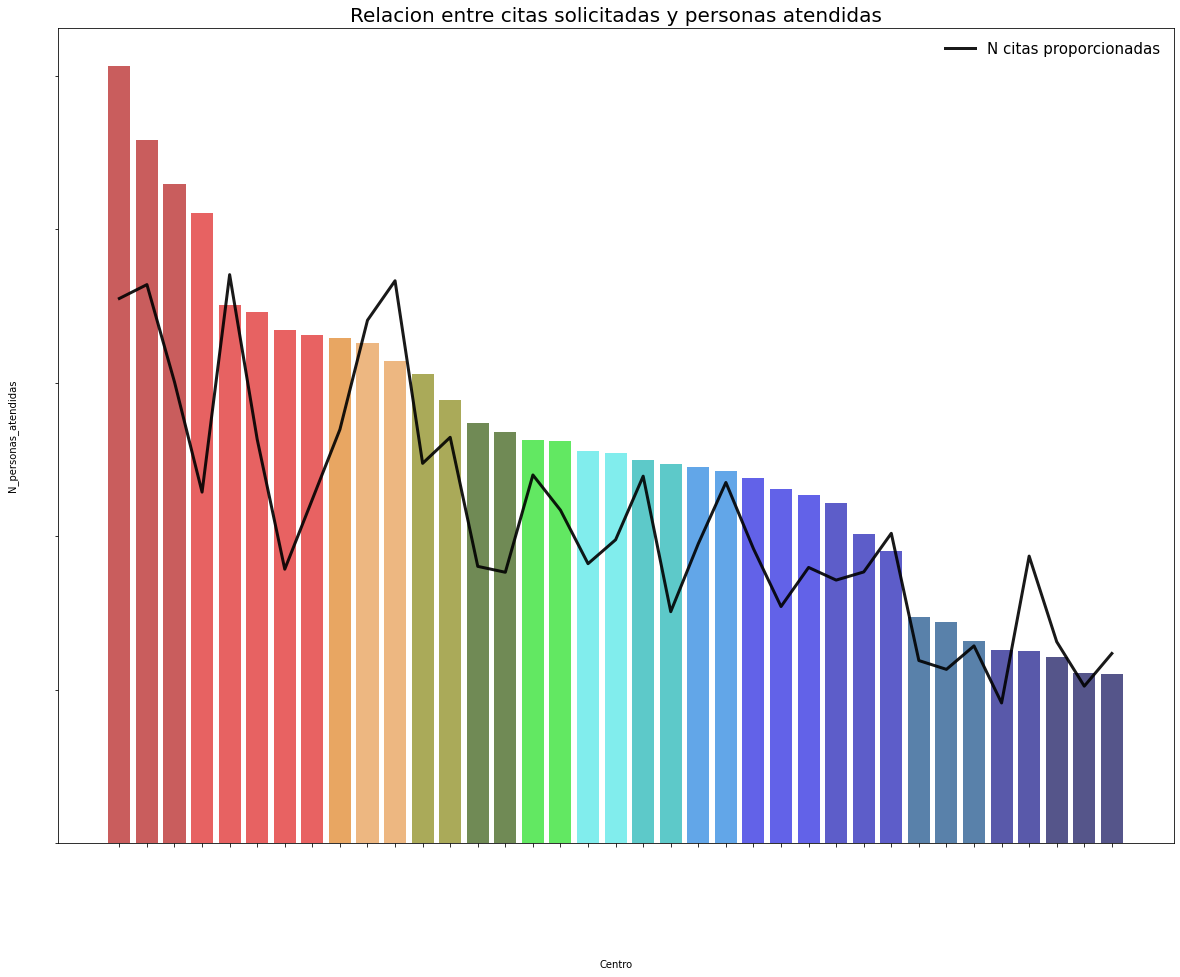 Relacion entre citas solicitadas y personas atendidas
N citas proporcionadas
N_personas_atendidas
Centro